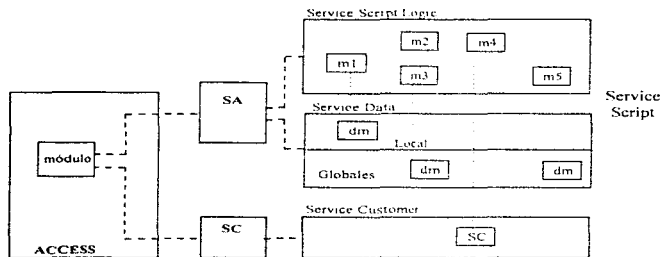 Service Script Logic
m2
m4
m1
m3
m5
SA
Service Data
Service
Script
dm
Local
módulo
Globales
dm
dm
Service Customer
SC
SC
ACCESS